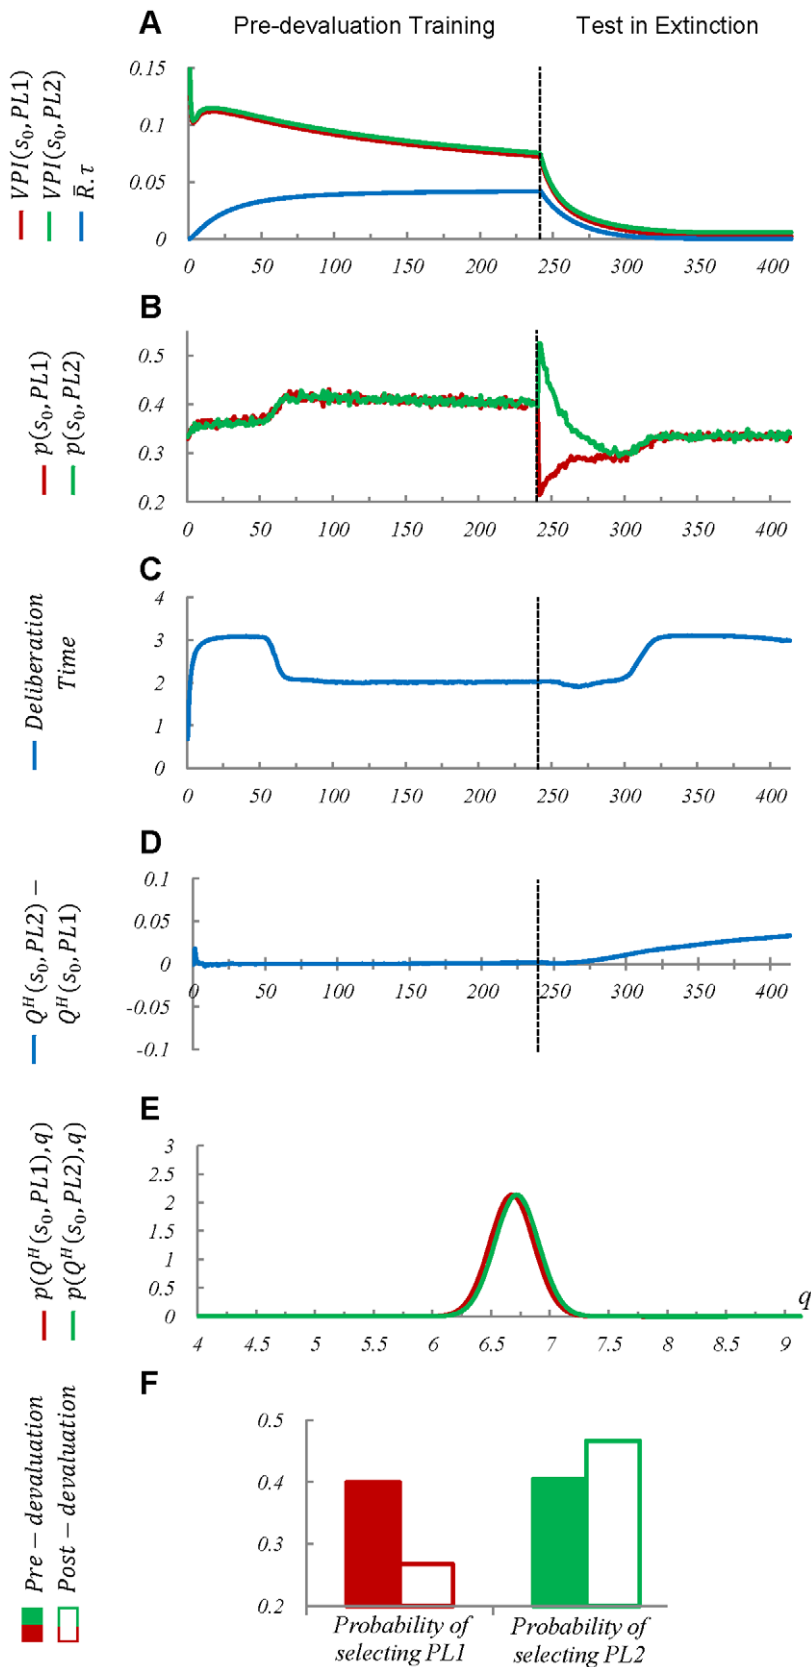 A
Pre-devaluation Training
Test in Extinction
VPI(s₀, PL1)
VPI(s₀, PL2)
R̄.τ
0.15
0.1
0.05
0
0 50 100 150 200 250 300 350 400
B
p(s₀, PL1)
p(s₀, PL2)
0.5
0.4
0.3
0.2
0 50 100 150 200 250 300 350 400
C
Deliberation
Time
4
3
2
1
0
0 50 100 150 200 250 300 350 400
D
Qᴴ(s₀, PL2) −
Qᴴ(s₀, PL1)
0.1
0.05
0
-0.05
-0.1
0 50 100 150 200 250 300 350 400
E
p(Qᴴ(s₀, PL1), q)
p(Qᴴ(s₀, PL2), q)
3
2.5
2
1.5
1
0.5
0
q
4 4.5 5 5.5 6 6.5 7 7.5 8 8.5 9
F
Pre − devaluation
Post − devaluation
0.5
0.4
0.3
0.2
Probability of
selecting PL1
Probability of
selecting PL2